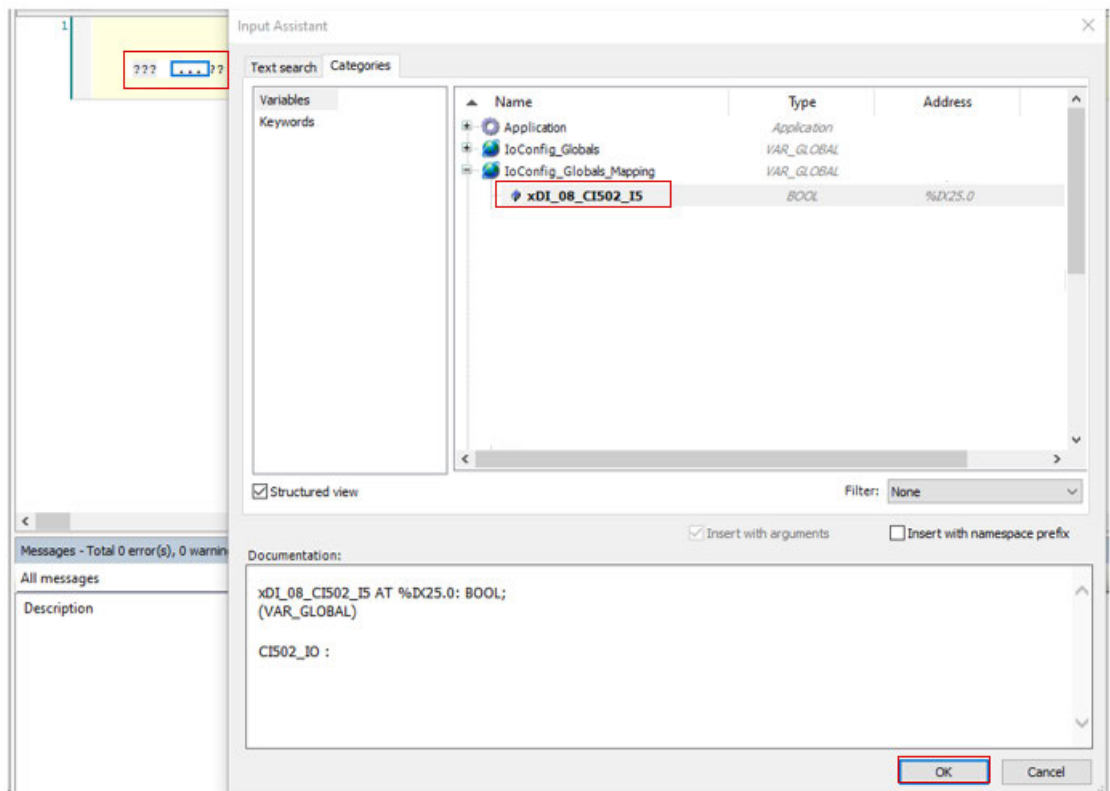 1
Input Assistant
??? ... ??
Text search Categories
Variables
Keywords
Name Type Address
Application Application
IoConfig_Globals VAR_GLOBAL
IoConfig_Globals_Mapping VAR_GLOBAL
xDI_08_CI502_I5 BOOL %IX25.0
Structured view
Filter: None
Insert with arguments
Insert with namespace prefix
Messages - Total 0 error(s), 0 warnin
Documentation:
All messages
Description
xDI_08_CI502_I5 AT %IX25.0: BOOL;
(VAR_GLOBAL)
CI502_IO :
OK Cancel